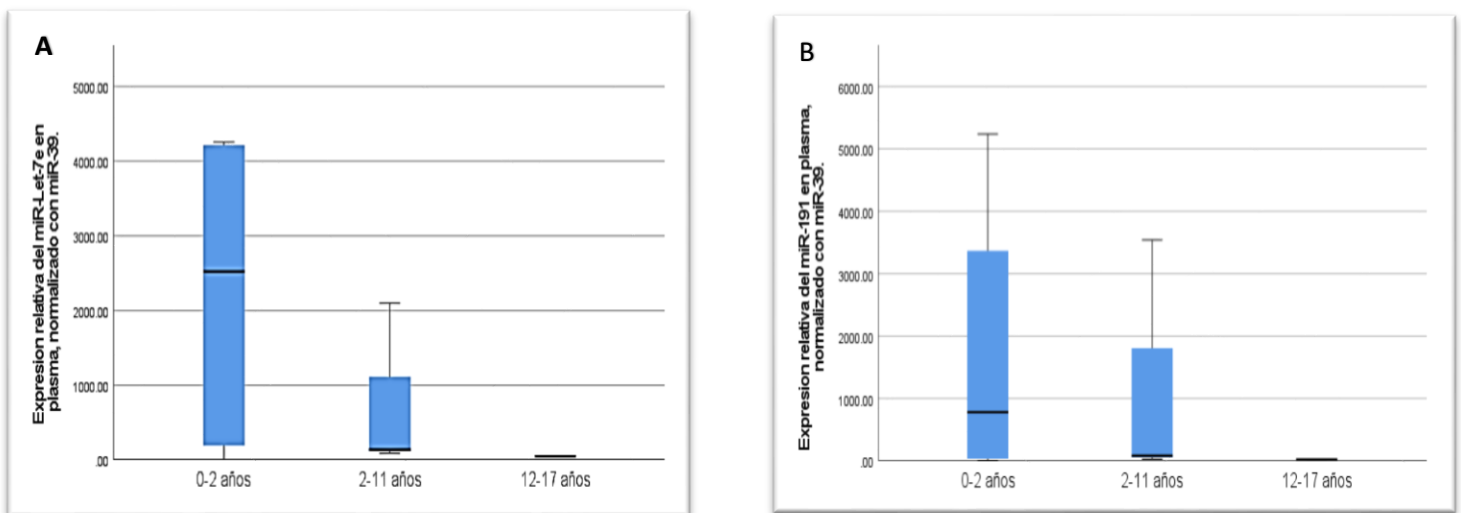 A
Expresion relativa del miR-Let-7e en
plasma, normalizado con miR-39.
5000.00
4000.00
3000.00
2000.00
1000.00
.00
0-2 años
2-11 años
12-17 años
B
Expresion relativa del miR-191 en plasma,
normalizado con miR-39.
6000.00
5000.00
4000.00
3000.00
2000.00
1000.00
.00
0-2 años
2-11 años
12-17 años